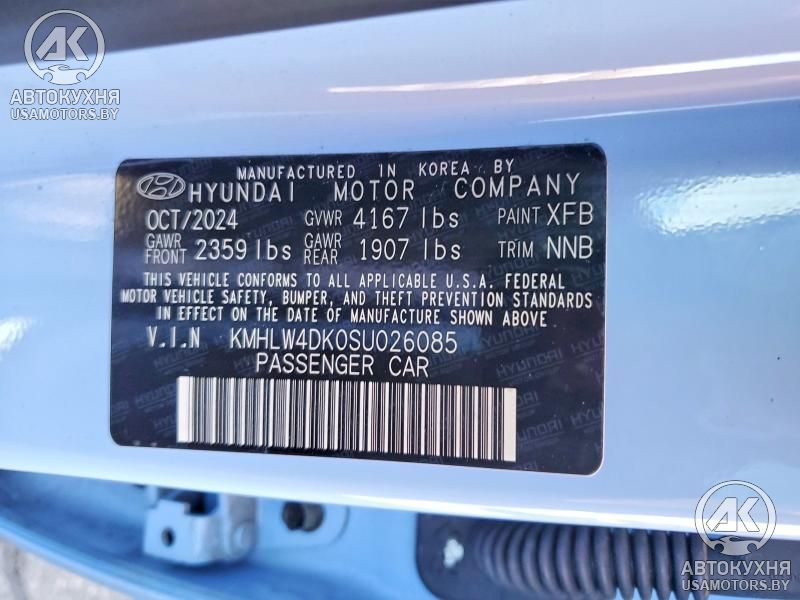 AK
АВТОКУХНЯ
USAMOTORS.BY
MANUFACTURED IN KOREA BY
HYUNDAI MOTOR COMPANY
OCT/2024 GVWR 4167 lbs PAINT XFB
GAWR FRONT 2359 lbs GAWR REAR 1907 lbs TRIM NNB
THIS VEHICLE CONFORMS TO ALL APPLICABLE U.S.A. FEDERAL
MOTOR VEHICLE SAFETY, BUMPER, AND THEFT PREVENTION STANDARDS
IN EFFECT ON THE DATE OF MANUFACTURE SHOWN ABOVE.
V.I.N KMHLW4DK0SU026085
PASSENGER CAR
AK
АВТОКУХНЯ
USAMOTORS.BY